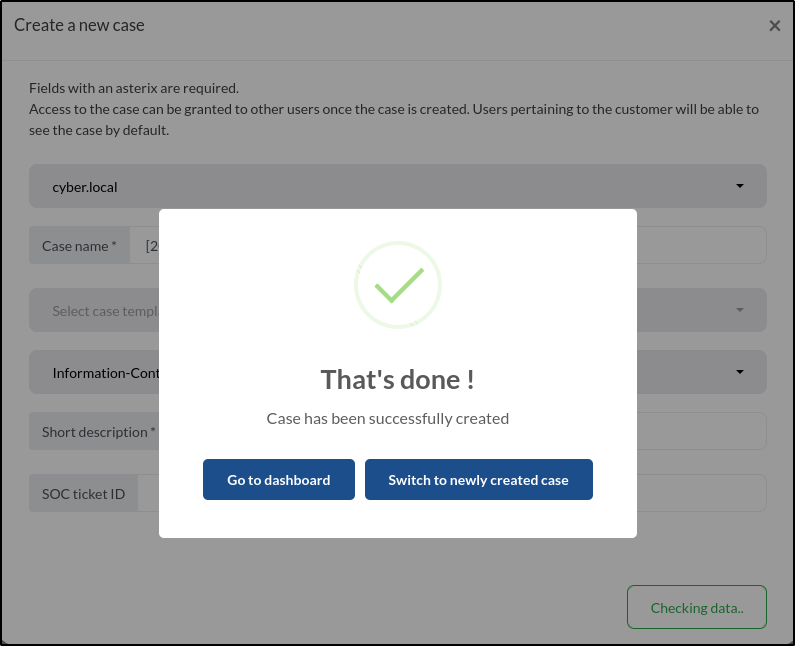 Create a new case
×
Fields with an asterix are required.
Access to the case can be granted to other users once the case is created. Users pertaining to the customer will be able to
see the case by default.
cyber.local
Case name * [2
Select case templ
Information-Cont
That's done !
Case has been successfully created
Short description *
Go to dashboard Switch to newly created case
SOC ticket ID
Checking data..